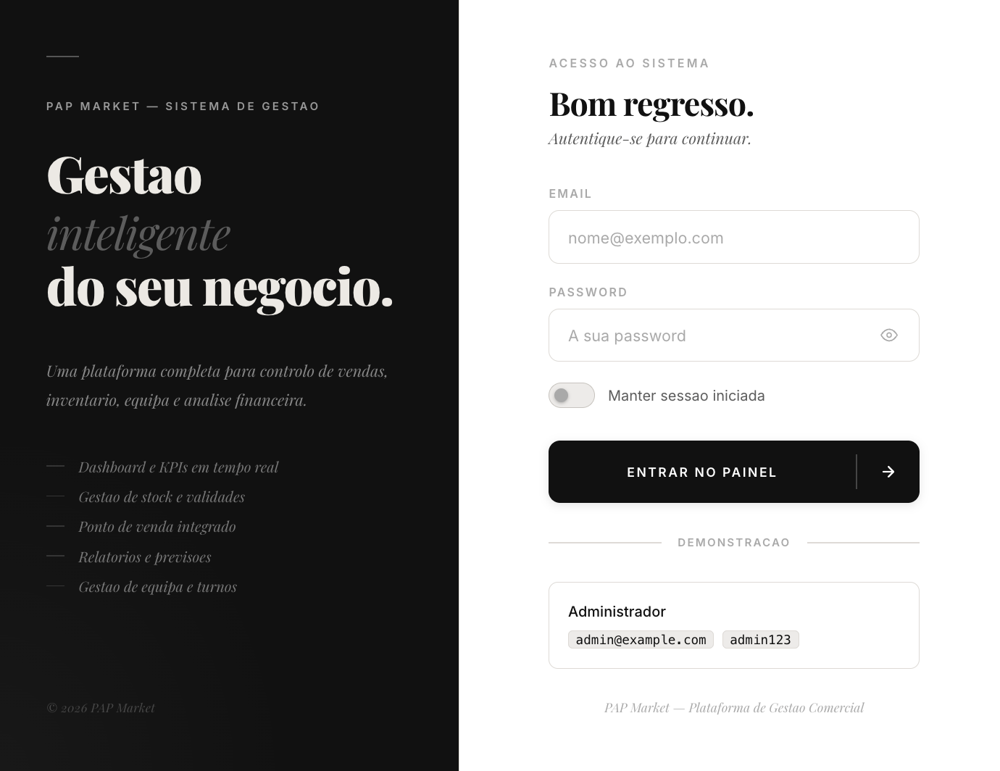 PAP MARKET — SISTEMA DE GESTAO
Gestao
inteligente
do seu negocio.
Uma plataforma completa para controlo de vendas,
inventario, equipa e analise financeira.
Dashboard e KPIs em tempo real
Gestao de stock e validades
Ponto de venda integrado
Relatorios e previsoes
Gestao de equipa e turnos
© 2026 PAP Market
ACESSO AO SISTEMA
Bom regresso.
Autentique-se para continuar.
EMAIL
nome@exemplo.com
PASSWORD
A sua password
Manter sessao iniciada
ENTRAR NO PAINEL
DEMONSTRACAO
Administrador
admin@example.com admin123
PAP Market — Plataforma de Gestao Comercial